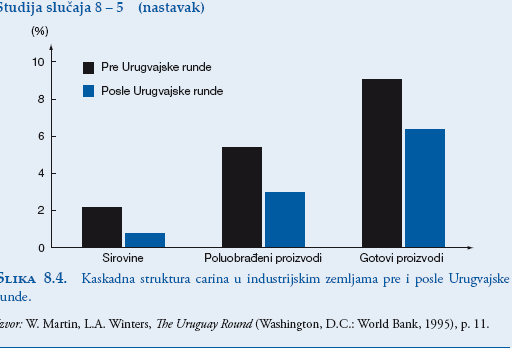 Studija slučaja 8 – 5 (nastavak)
(%)
10
8
6
4
2
0
Pre Urugvajske runde
Posle Urugvajske runde
Sirovine Poluobrađeni proizvodi Gotovi proizvodi
SLIKA 8.4. Kaskadna struktura carina u industrijskim zemljama pre i posle Urugvajske
runde.
Izvor: W. Martin, L.A. Winters, The Uruguay Round (Washington, D.C.: World Bank, 1995), p. 11.